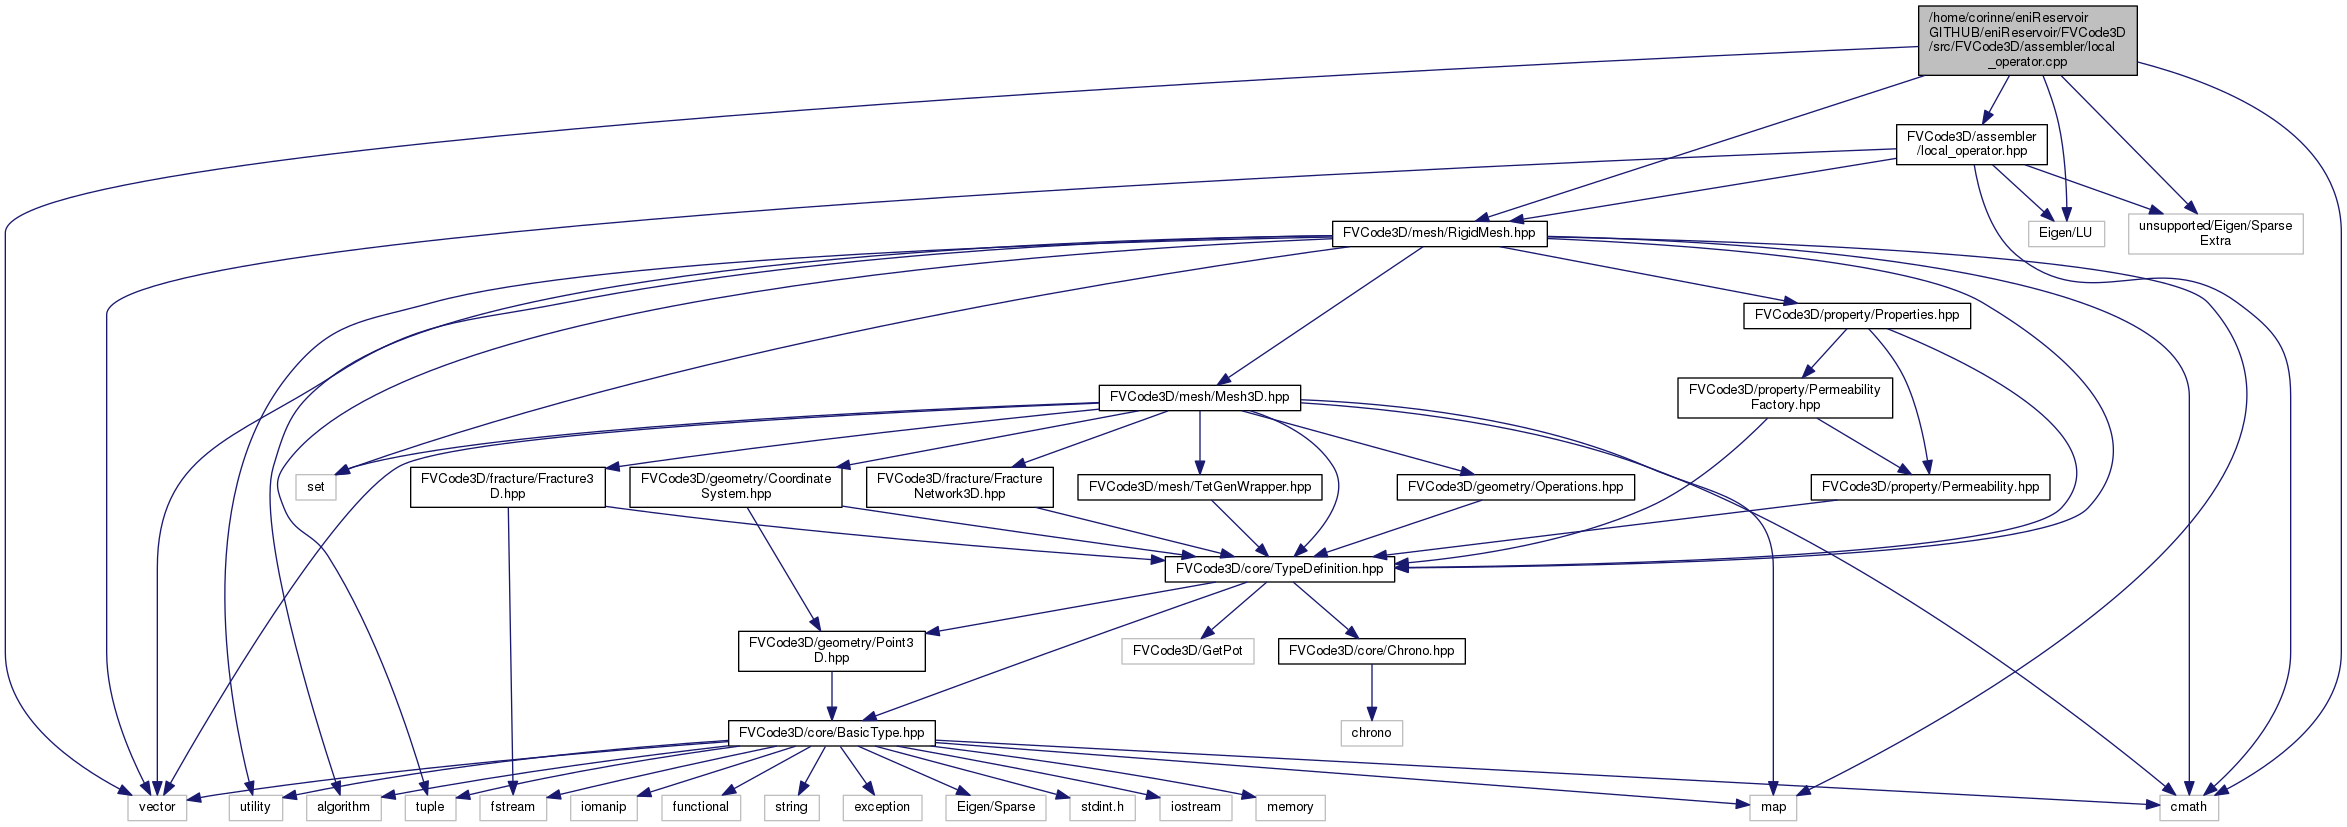 /home/corinne/eniReservoir
GITHUB/eniReservoir/FVCode3D
/src/FVCode3D/assembler/local
_operator.cpp
FVCode3D/assembler
/local_operator.hpp
FVCode3D/mesh/RigidMesh.hpp
Eigen/LU
unsupported/Eigen/Sparse
Extra
FVCode3D/property/Properties.hpp
FVCode3D/mesh/Mesh3D.hpp
FVCode3D/property/Permeability
Factory.hpp
set
FVCode3D/fracture/Fracture3
D.hpp
FVCode3D/geometry/Coordinate
System.hpp
FVCode3D/fracture/Fracture
Network3D.hpp
FVCode3D/mesh/TetGenWrapper.hpp
FVCode3D/geometry/Operations.hpp
FVCode3D/property/Permeability.hpp
FVCode3D/core/TypeDefinition.hpp
FVCode3D/geometry/Point3
D.hpp
FVCode3D/GetPot
FVCode3D/core/Chrono.hpp
FVCode3D/core/BasicType.hpp
chrono
vector
utility
algorithm
tuple
fstream
iomanip
functional
string
exception
Eigen/Sparse
stdint.h
iostream
memory
map
cmath